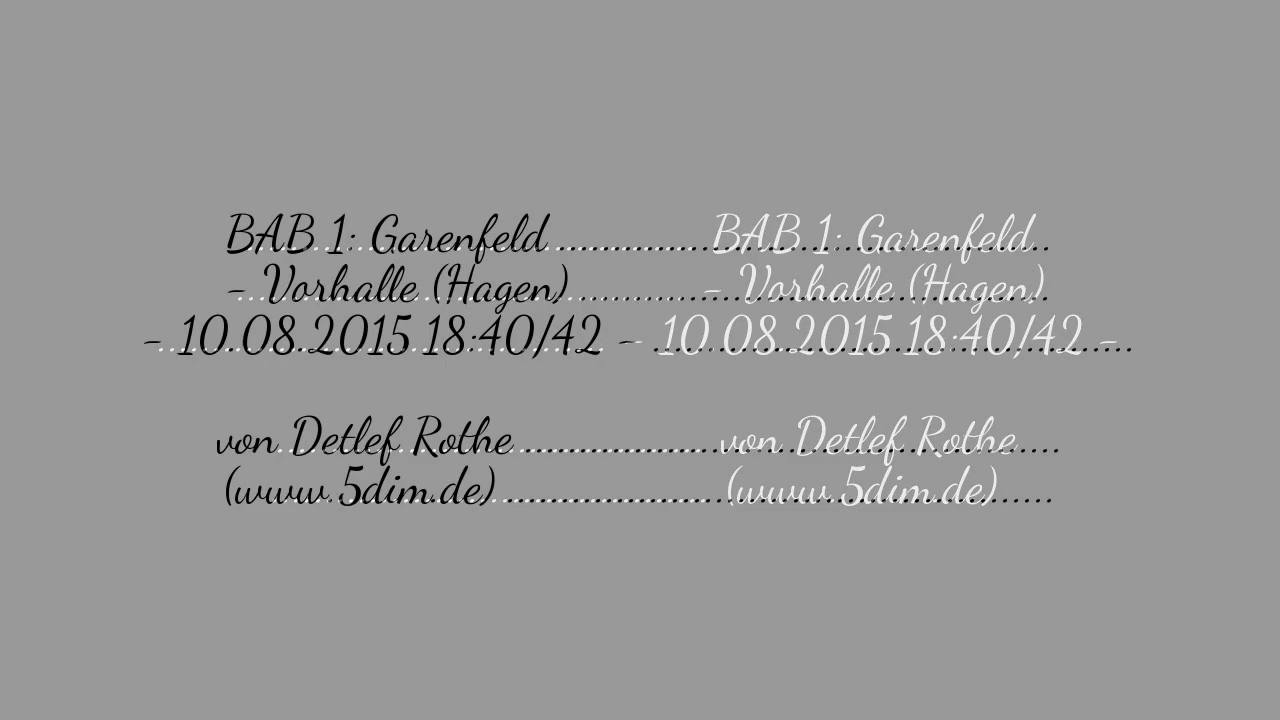 BAB 1: Garenfeld ..................BAB 1: Garenfeld..
- Vorhalle (Hagen) ..................- Vorhalle (Hagen)
- 10.08.2015 18:40/42 - 10.08.2015 18:40/42 -
von Detlef Rothe ..................von Detlef Rothe....
(www.5dim.de) ..................(www.5dim.de).....